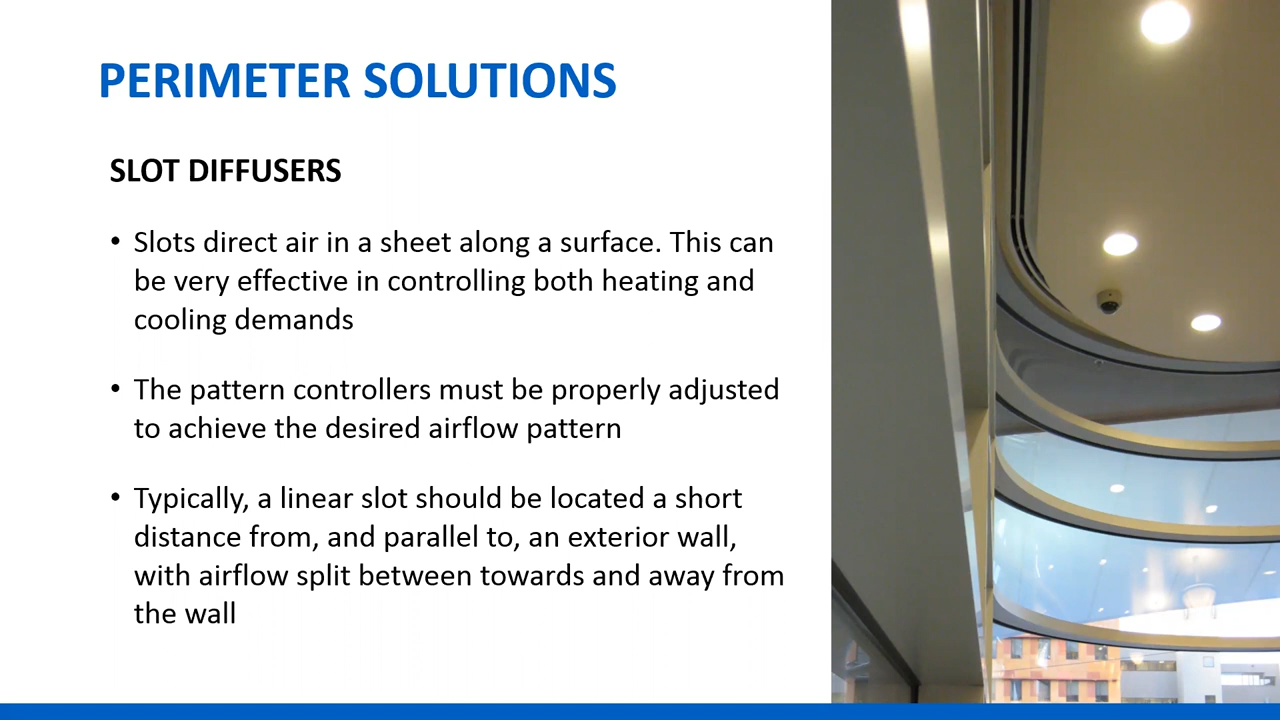 PERIMETER SOLUTIONS
SLOT DIFFUSERS
• Slots direct air in a sheet along a surface. This can
be very effective in controlling both heating and
cooling demands
• The pattern controllers must be properly adjusted
to achieve the desired airflow pattern
• Typically, a linear slot should be located a short
distance from, and parallel to, an exterior wall,
with airflow split between towards and away from
the wall